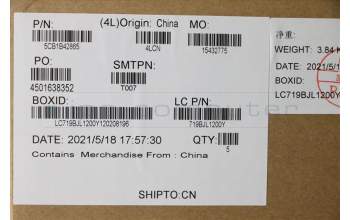 P/N: (4L)Origin: China MO:
5CB1B42865 4LCN 15432775
PO: SMTPN:
4501638352 T007
BOXID: LC P/N:
LC719BJL1200Y120208196 719BJL1200Y
DATE: 2021/5/18 17:57:30 QTY:
5
Contains Merchandise From : China
SHIPTO:CN
净重:
WEIGHT: 3.84 K
DATE: 2021/5/1
BOXID:
LC719BJL1200Y